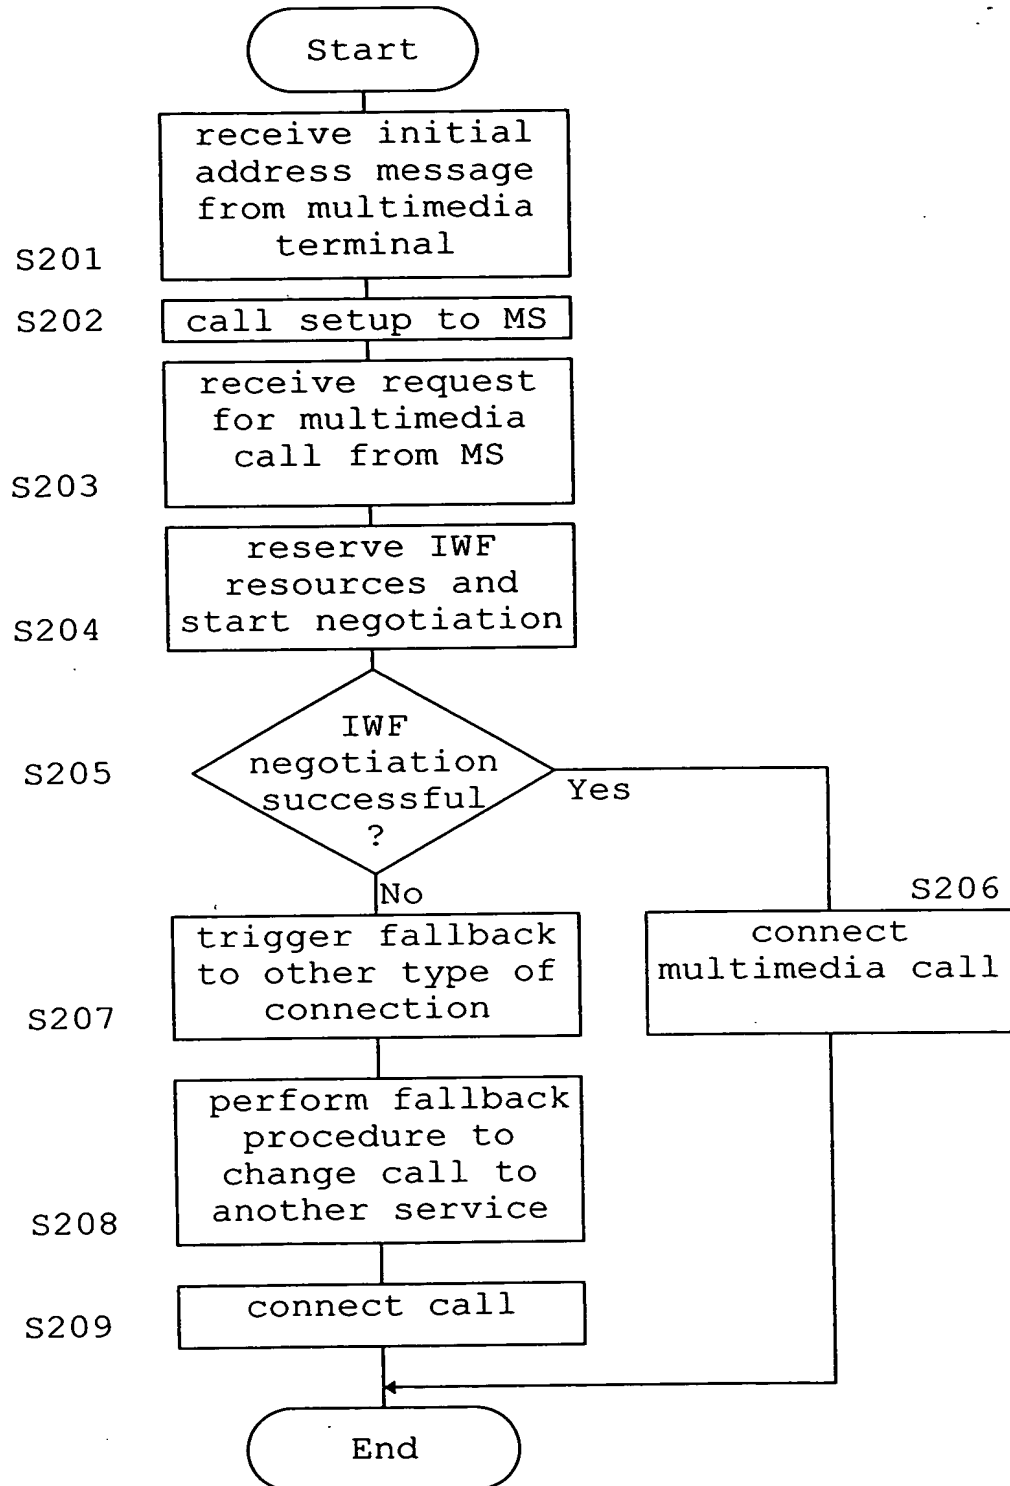 Start
receive initial
address message
from multimedia
terminal
S201
S202
call setup to MS
receive request
for multimedia
call from MS
S203
reserve IWF
resources and
start negotiation
S204
IWF
negotiation
successful
?
S205
Yes
No
S206
connect
multimedia call
trigger fallback
to other type of
connection
S207
perform fallback
procedure to
change call to
another service
S208
connect call
S209
End